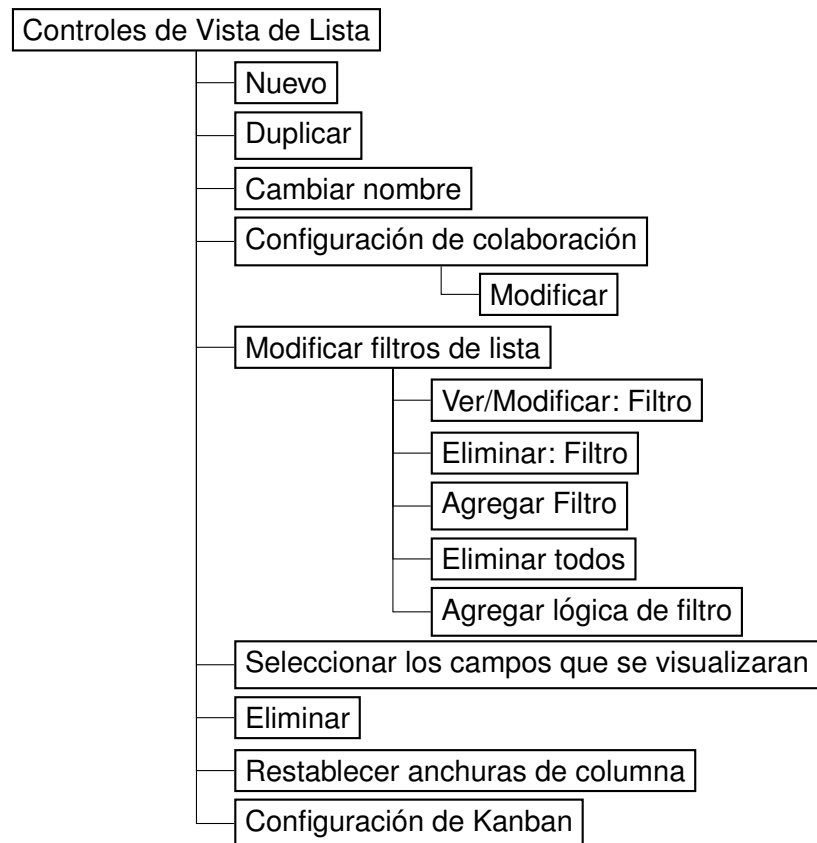 Controles de Vista de Lista
Nuevo
Duplicar
Cambiar nombre
Configuración de colaboración
Modificar
Modificar filtros de lista
Ver/Modificar: Filtro
Eliminar: Filtro
Agregar Filtro
Eliminar todos
Agregar lógica de filtro
Seleccionar los campos que se visualizaran
Eliminar
Restablecer anchuras de columna
Configuración de Kanban